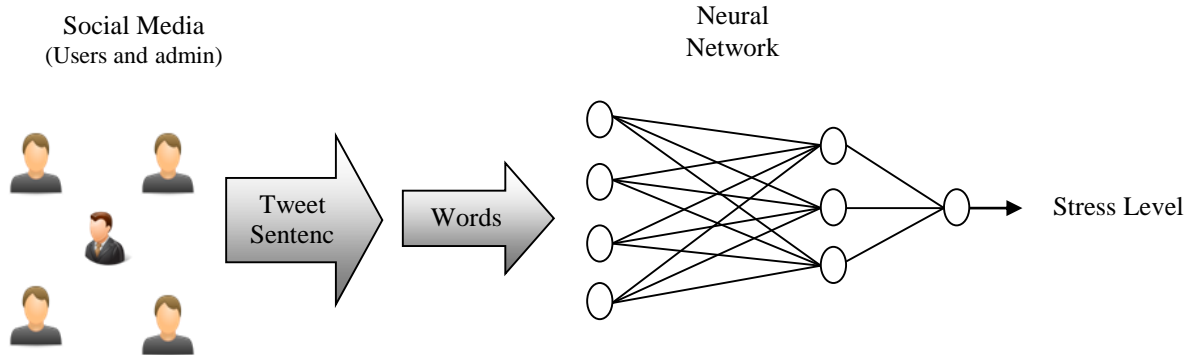 Social Media
(Users and admin)
Neural
Network
Tweet
Sentenc
Words
Stress Level